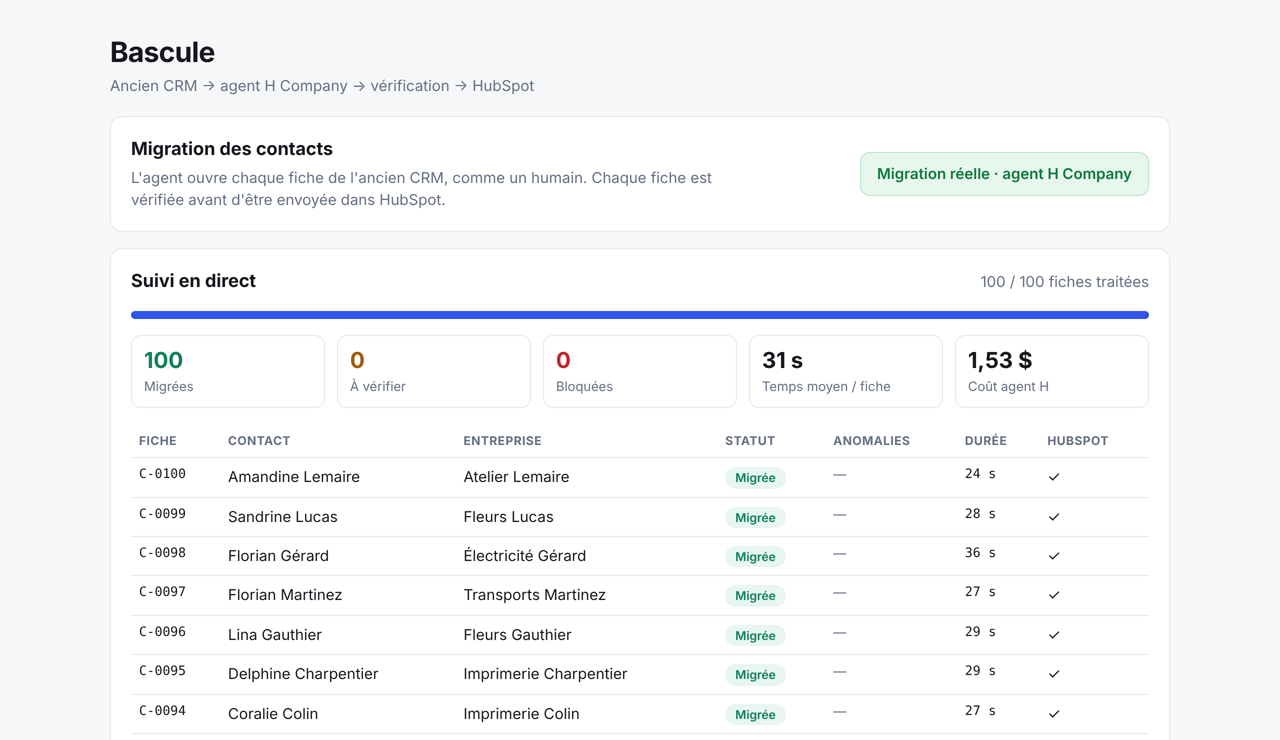 Bascule
Ancien CRM → agent H Company → vérification → HubSpot
Migration des contacts
L'agent ouvre chaque fiche de l'ancien CRM, comme un humain. Chaque fiche est
vérifiée avant d'être envoyée dans HubSpot.
Migration réelle · agent H Company
Suivi en direct
100 / 100 fiches traitées
100
Migrées
0
À vérifier
0
Bloquées
31 s
Temps moyen / fiche
1,53 $
Coût agent H
FICHE CONTACT ENTREPRISE STATUT ANOMALIES DURÉE HUBSPOT
C-0100 Amandine Lemaire Atelier Lemaire Migrée — 24 s ✓
C-0099 Sandrine Lucas Fleurs Lucas Migrée — 28 s ✓
C-0098 Florian Gérard Électricité Gérard Migrée — 36 s ✓
C-0097 Florian Martinez Transports Martinez Migrée — 27 s ✓
C-0096 Lina Gauthier Fleurs Gauthier Migrée — 29 s ✓
C-0095 Delphine Charpentier Imprimerie Charpentier Migrée — 29 s ✓
C-0094 Coralie Colin Imprimerie Colin Migrée — 27 s ✓